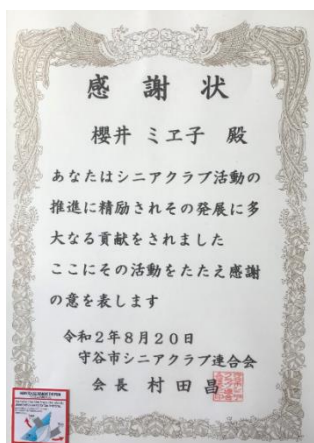 感謝状
櫻井 ミヱ子 殿
あなたはシニアクラブ活動の
推進に精励されその発展に多
大なる貢献をされました
ここにその活動をたたえ感謝
の意を表します
令和2年8月20日
守谷市シニアクラブ連合会
会長 村田昌